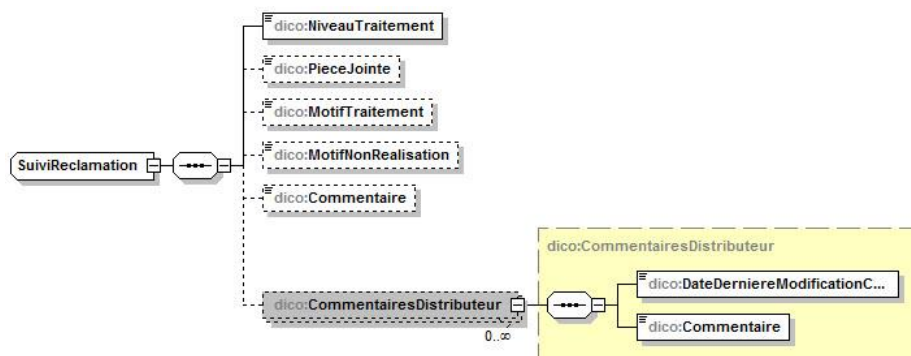 dico:NiveauTraitement
dico:PieceJointe
dico:MotifTraitement
dico:MotifNonRealisation
SuiviReclamation
dico:Commentaire
dico:CommentairesDistributeur
dico:DateDerniereModificationC...
dico:CommentairesDistributeur
0..∞
dico:Commentaire